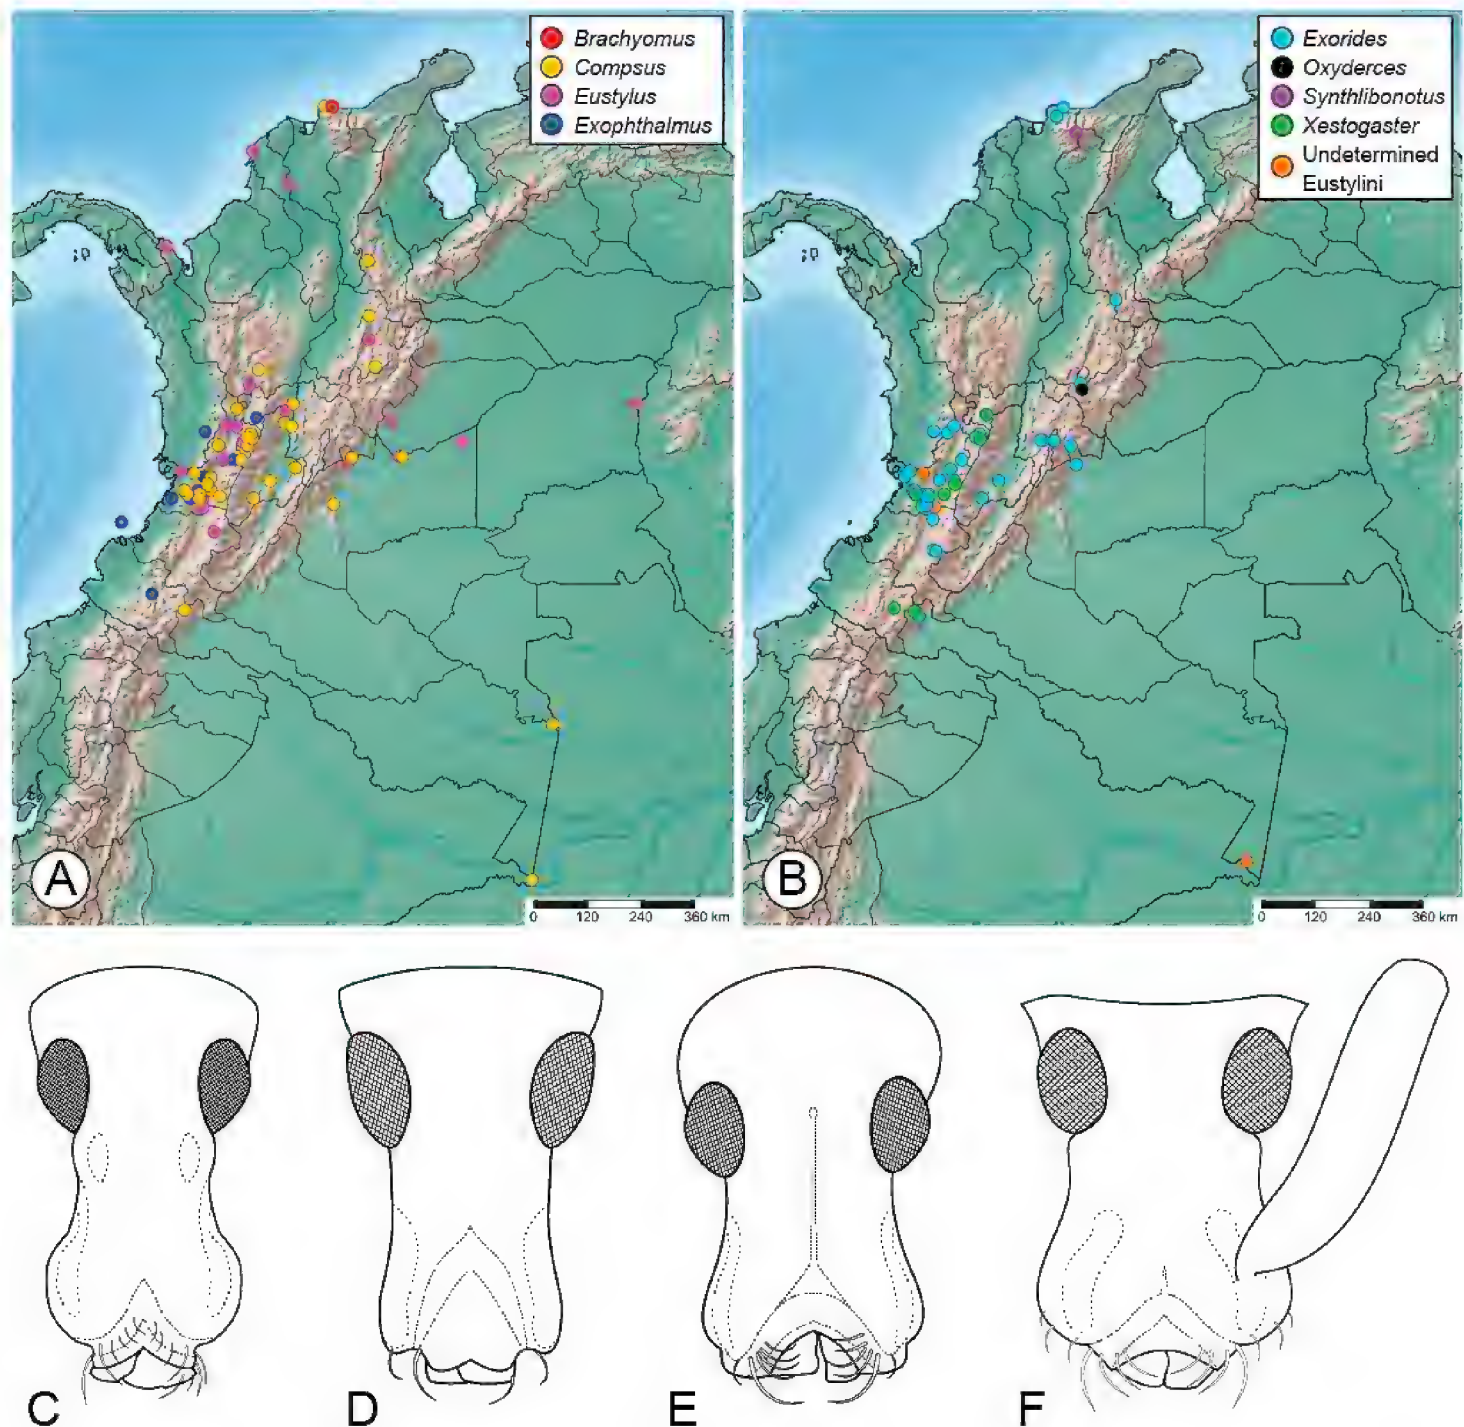 Brachyomus
Compsus
Eustylus
Exophthalmus
A
0 120 240 360 km
Exorides
Oxyderces
Synthlibonotus
Xestogaster
Undetermined
Eustylini
B
0 120 240 360 km
C
D
E
F